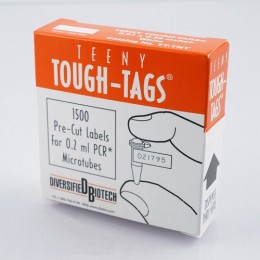 TEENY
TOUGH-TAGS®
1500
Pre-Cut Labels
for 0.2 ml PCR*
Microtubes
021795
DIVERSIFIED BIOTECH